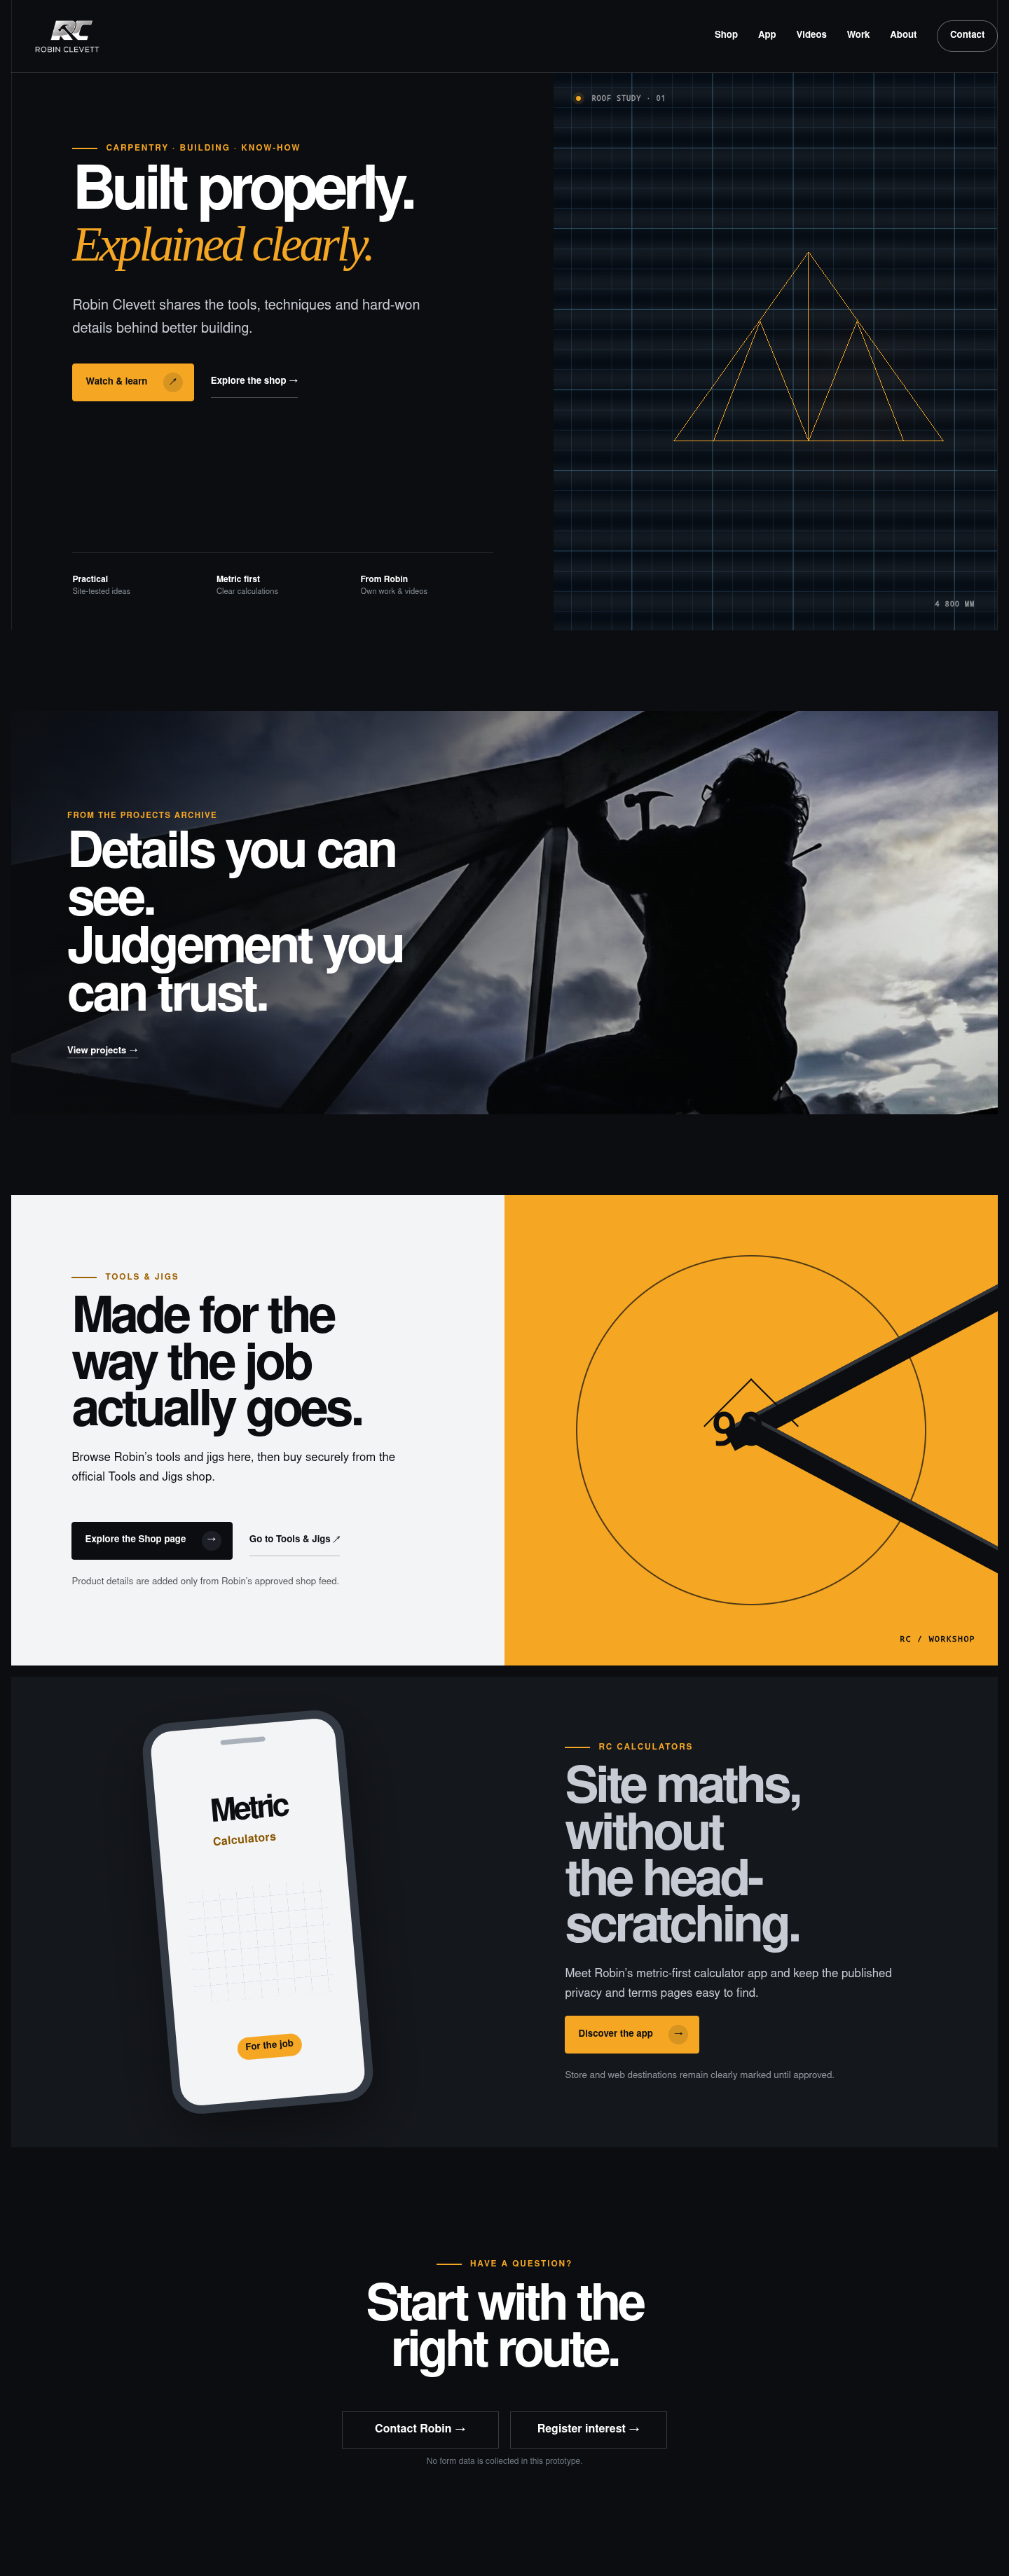 RC
ROBIN CLEVETT
Shop App Videos Work About Contact
ROOF STUDY · 01
CARPENTRY · BUILDING · KNOW-HOW
Built properly.
Explained clearly.
Robin Clevett shares the tools, techniques and hard-won
details behind better building.
Watch & learn ↗ Explore the shop →
Practical
Site-tested ideas
Metric first
Clear calculations
From Robin
Own work & videos
4 800 MM
FROM THE PROJECTS ARCHIVE
Details you can
see.
Judgement you
can trust.
View projects →
TOOLS & JIGS
Made for the
way the job
actually goes.
Browse Robin's tools and jigs here, then buy securely from the
official Tools and Jigs shop.
Explore the Shop page → Go to Tools & Jigs ↗
Product details are added only from Robin's approved shop feed.
RC / WORKSHOP
Metric
Calculators
For the job
RC CALCULATORS
Site maths,
without
the head-
scratching.
Meet Robin's metric-first calculator app and keep the published
privacy and terms pages easy to find.
Discover the app →
Store and web destinations remain clearly marked until approved.
HAVE A QUESTION?
Start with the
right route.
Contact Robin → Register interest →
No form data is collected in this prototype.